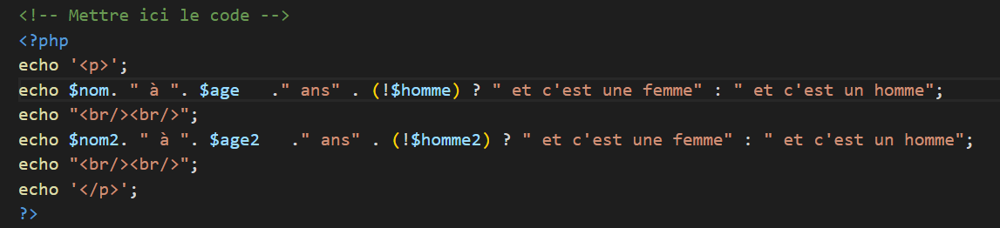 <!-- Mettre ici le code -->
<?php
echo '<p>';
echo $nom. " à ". $age   ." ans" . (!$homme) ? " et c'est une femme" : " et c'est un homme";
echo "<br/><br/>";
echo $nom2. " à ". $age2   ." ans" . (!$homme2) ? " et c'est une femme" : " et c'est un homme";
echo "<br/><br/>";
echo '</p>';
?>